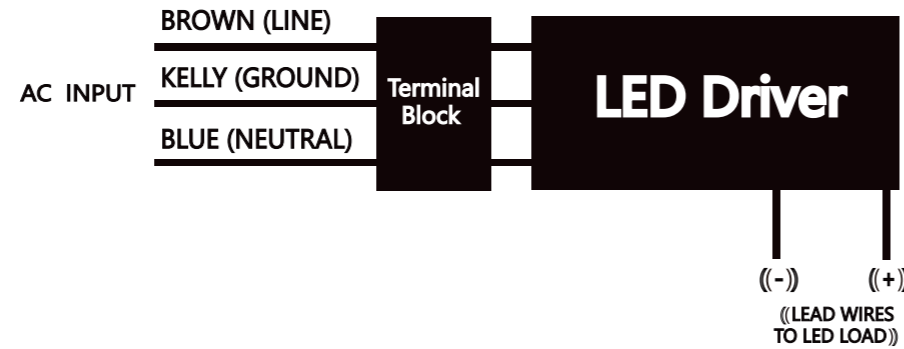 BROWN (LINE)
KELLY (GROUND)
AC INPUT
BLUE (NEUTRAL)
Terminal
Block
LED Driver
((-))
((+))
((LEAD WIRES
TO LED LOAD))